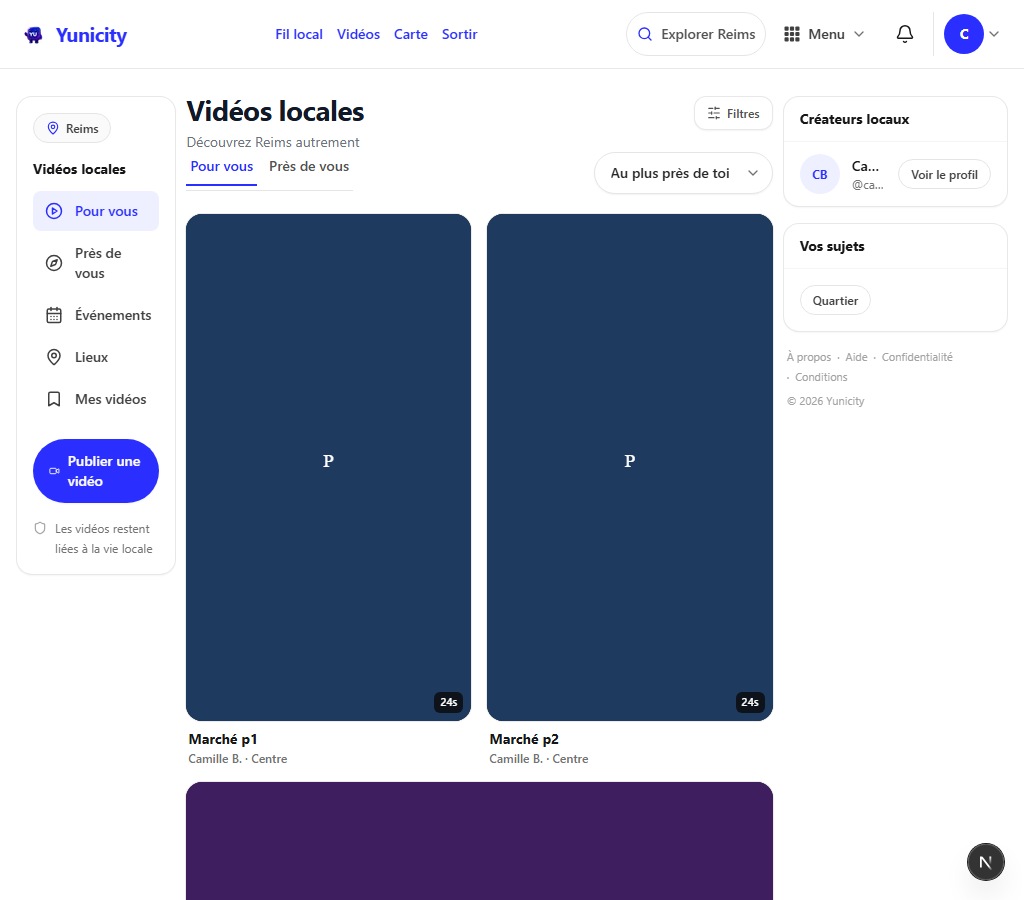 YU
Yunicity
Fil local
Vidéos
Carte
Sortir
Explorer Reims
Menu
C
Reims
Vidéos locales
Pour vous
Près de
vous
Événements
Lieux
Mes vidéos
Publier une
vidéo
Les vidéos restent
liées à la vie locale
Vidéos locales
Découvrez Reims autrement
Filtres
Pour vous
Près de vous
Au plus près de toi
P
24s
Marché p1
Camille B. · Centre
P
24s
Marché p2
Camille B. · Centre
Créateurs locaux
CB
Ca...
@ca...
Voir le profil
Vos sujets
Quartier
À propos · Aide · Confidentialité
· Conditions
© 2026 Yunicity
N